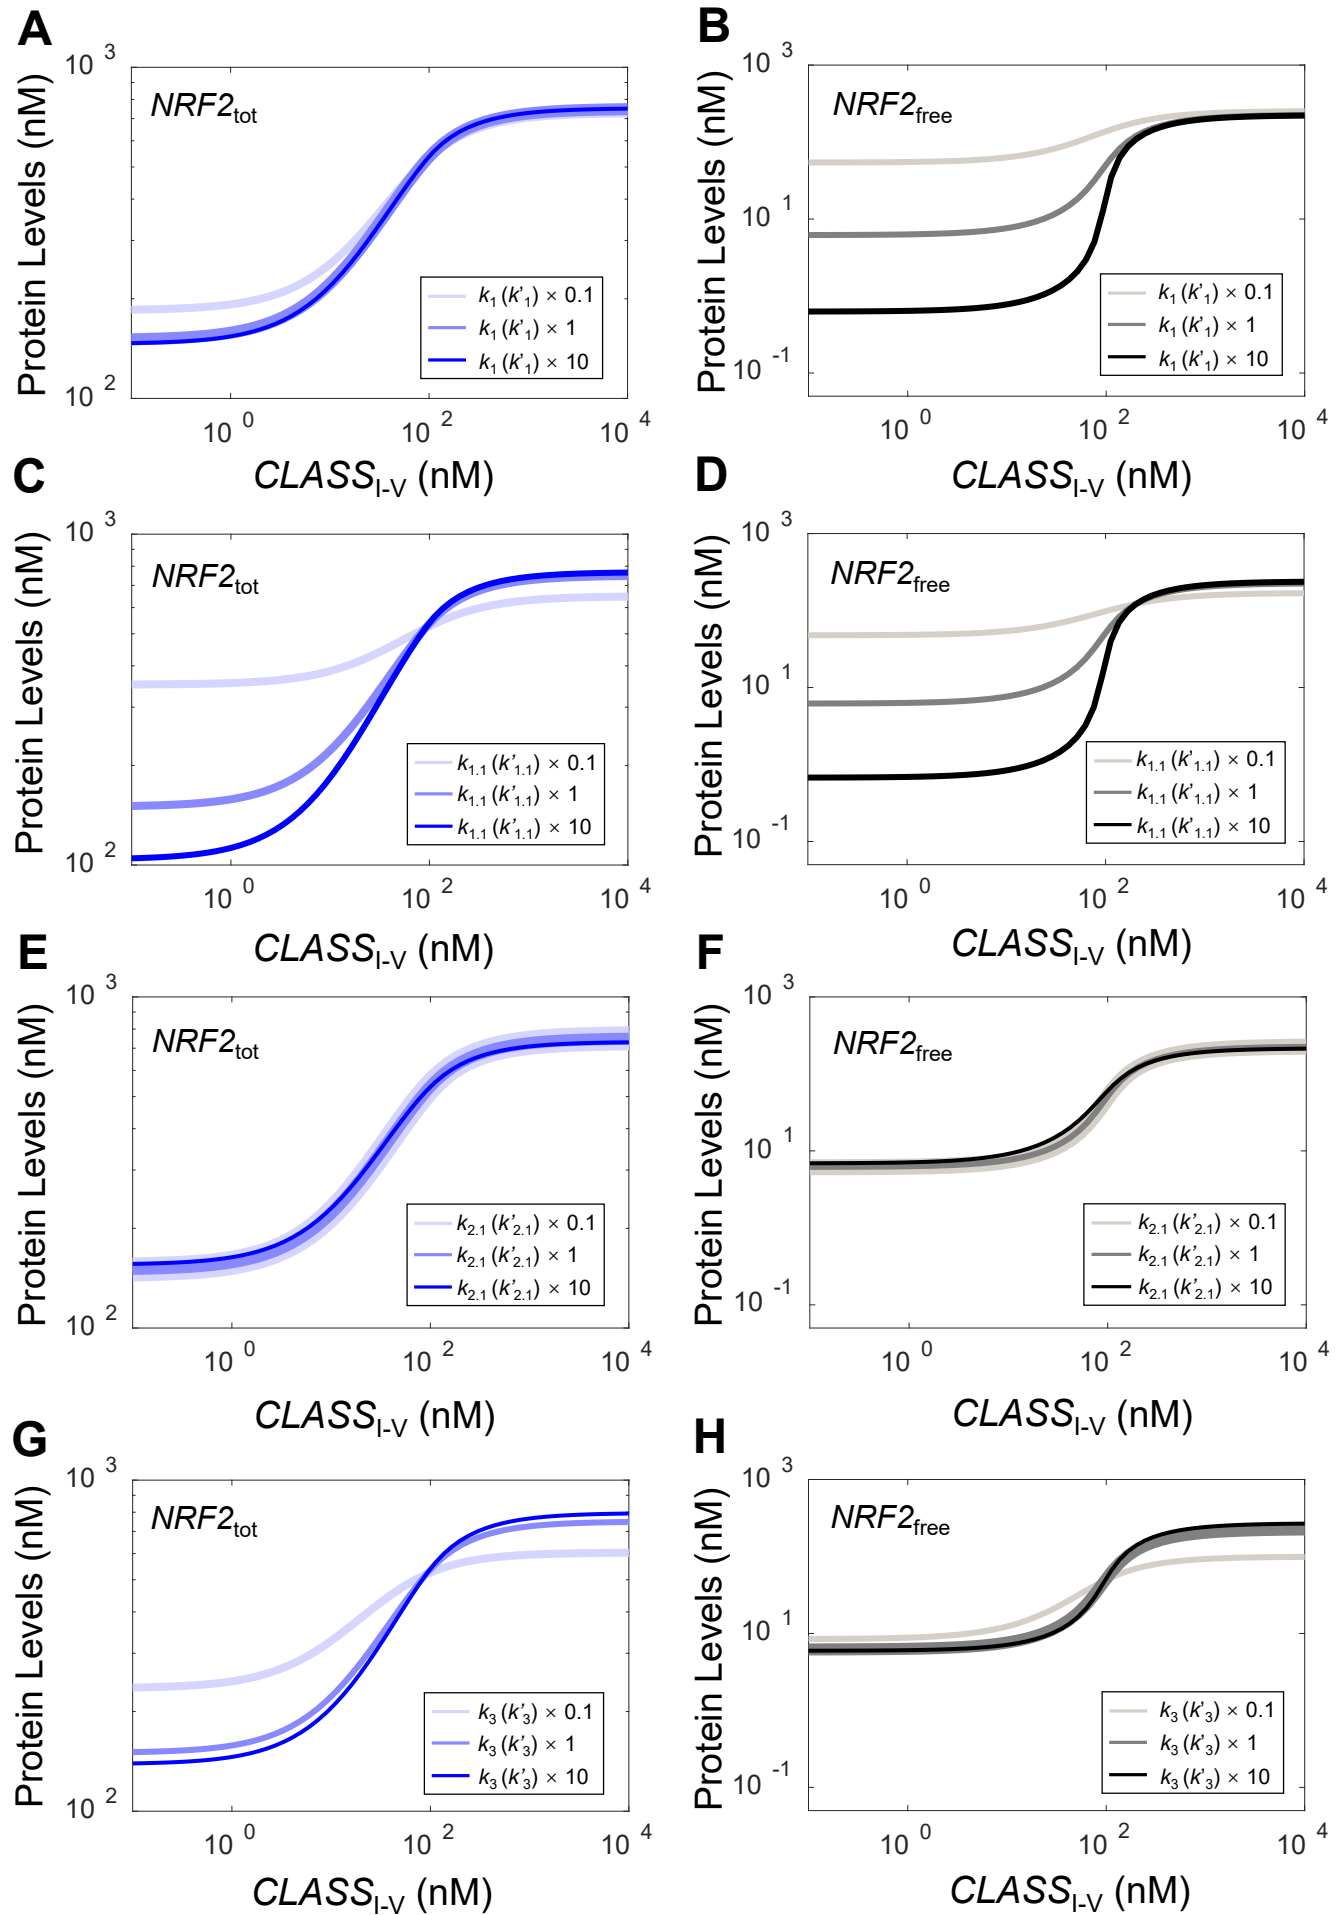 A
B
Protein Levels (nM)
10 3
10 2
NRF2tot
k1 (k'1) × 0.1
k1 (k'1) × 1
k1 (k'1) × 10
10 0
10 2
10 4
CLASSI-V (nM)
Protein Levels (nM)
10 3
10 1
10 -1
NRF2free
k1 (k'1) × 0.1
k1 (k'1) × 1
k1 (k'1) × 10
10 0
10 2
10 4
CLASSI-V (nM)
C
D
Protein Levels (nM)
10 3
10 2
NRF2tot
k1.1 (k'1.1) × 0.1
k1.1 (k'1.1) × 1
k1.1 (k'1.1) × 10
10 0
10 2
10 4
CLASSI-V (nM)
Protein Levels (nM)
10 3
10 1
10 -1
NRF2free
k1.1 (k'1.1) × 0.1
k1.1 (k'1.1) × 1
k1.1 (k'1.1) × 10
10 0
10 2
10 4
CLASSI-V (nM)
E
F
Protein Levels (nM)
10 3
10 2
NRF2tot
k2.1 (k'2.1) × 0.1
k2.1 (k'2.1) × 1
k2.1 (k'2.1) × 10
10 0
10 2
10 4
CLASSI-V (nM)
Protein Levels (nM)
10 3
10 1
10 -1
NRF2free
k2.1 (k'2.1) × 0.1
k2.1 (k'2.1) × 1
k2.1 (k'2.1) × 10
10 0
10 2
10 4
CLASSI-V (nM)
G
H
Protein Levels (nM)
10 3
10 2
NRF2tot
k3 (k'3) × 0.1
k3 (k'3) × 1
k3 (k'3) × 10
10 0
10 2
10 4
CLASSI-V (nM)
Protein Levels (nM)
10 3
10 1
10 -1
NRF2free
k3 (k'3) × 0.1
k3 (k'3) × 1
k3 (k'3) × 10
10 0
10 2
10 4
CLASSI-V (nM)